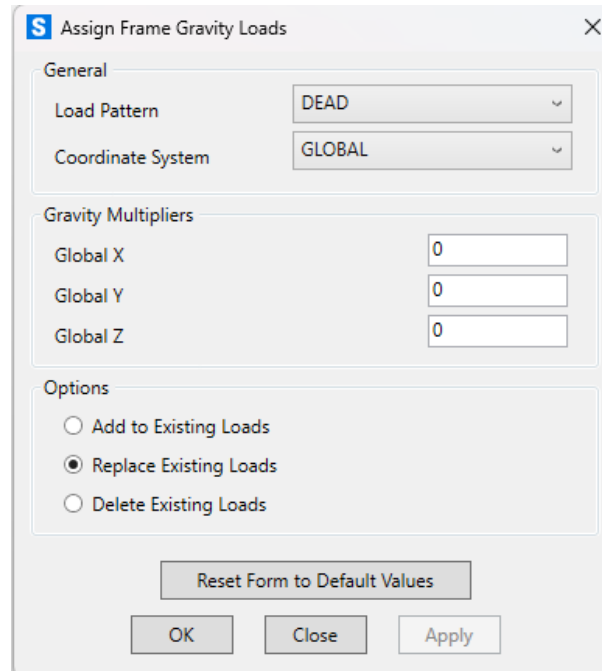 S Assign Frame Gravity Loads
General
Load Pattern DEAD
Coordinate System GLOBAL
Gravity Multipliers
Global X 0
Global Y 0
Global Z 0
Options
Add to Existing Loads
Replace Existing Loads
Delete Existing Loads
Reset Form to Default Values
OK Close Apply